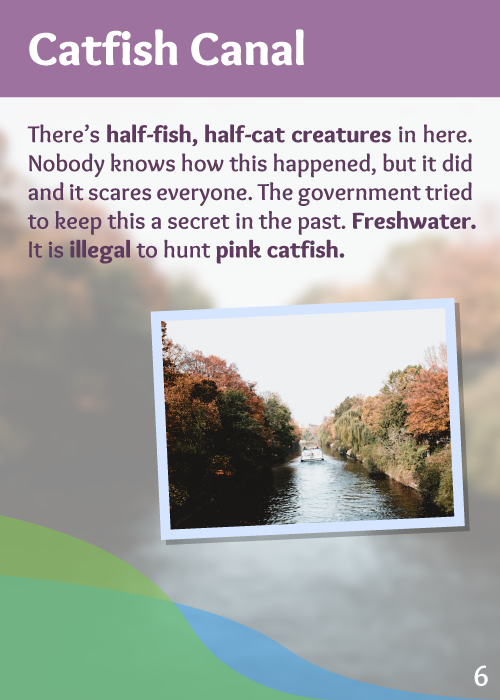 Catfish Canal
There’s half-fish, half-cat creatures in here.
Nobody knows how this happened, but it did
and it scares everyone. The government tried
to keep this a secret in the past. Freshwater.
It is illegal to hunt pink catfish.
6